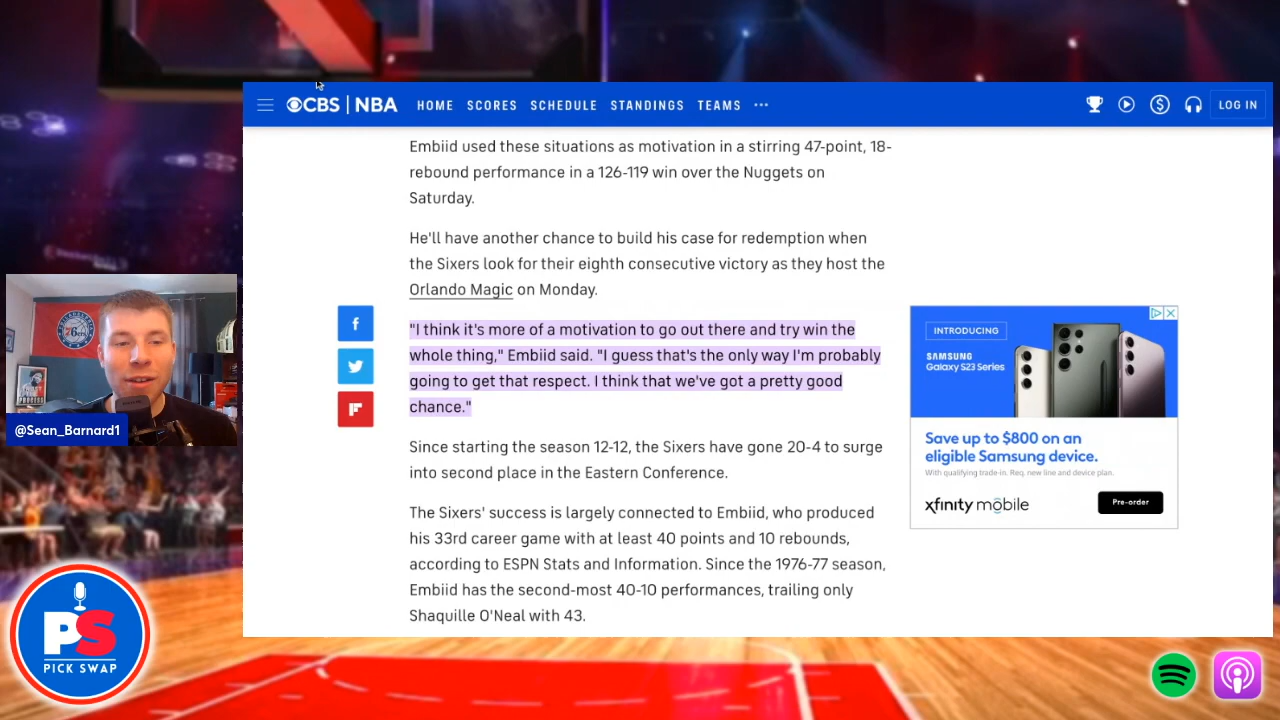 CBS | NBA HOME SCORES SCHEDULE STANDINGS TEAMS ••• LOG IN
Embiid used these situations as motivation in a stirring 47-point, 18-
rebound performance in a 126-119 win over the Nuggets on
Saturday.
He'll have another chance to build his case for redemption when
the Sixers look for their eighth consecutive victory as they host the
Orlando Magic on Monday.
"I think it's more of a motivation to go out there and try win the
whole thing," Embiid said. "I guess that's the only way I'm probably
going to get that respect. I think that we've got a pretty good
chance."
Since starting the season 12-12, the Sixers have gone 20-4 to surge
into second place in the Eastern Conference.
The Sixers' success is largely connected to Embiid, who produced
his 33rd career game with at least 40 points and 10 rebounds,
according to ESPN Stats and Information. Since the 1976-77 season,
Embiid has the second-most 40-10 performances, trailing only
Shaquille O'Neal with 43.
INTRODUCING
SAMSUNG
Galaxy S23 Series
Save up to $800 on an
eligible Samsung device.
With qualifying trade-in. Req. new line and device plan.
xfinity mobile
Pre-order
76ers
@Sean_Barnard1
PS
PICK SWAP